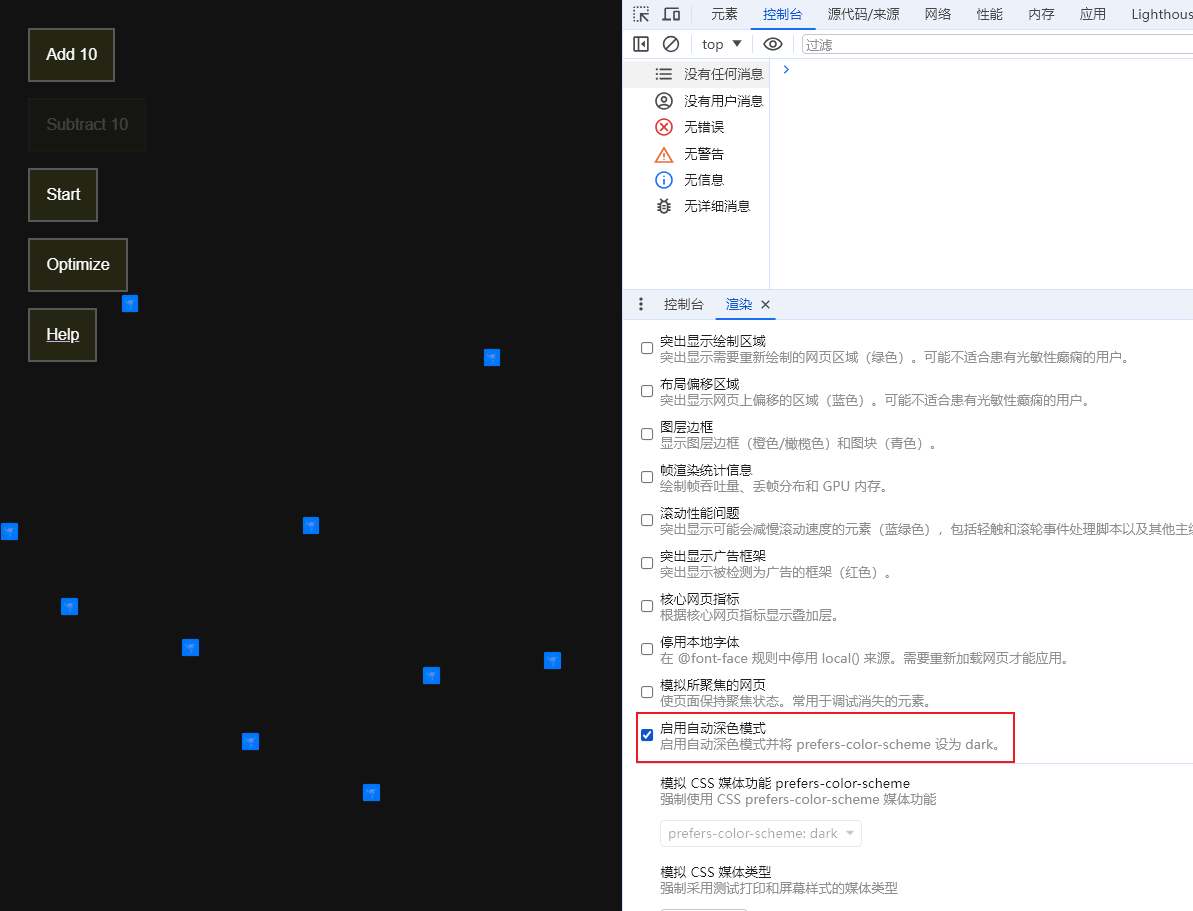 Add 10
Subtract 10
Start
Optimize
Help
元素
控制台
源代码/来源
网络
性能
内存
应用
Lighthous
top
过滤
没有任何消息
没有用户消息
无错误
无警告
无信息
无详细消息
控制台
渲染
突出显示绘制区域
突出显示需要重新绘制的网页区域（绿色）。可能不适合患有光敏性癫痫的用户。
布局偏移区域
突出显示网页上偏移的区域（蓝色）。可能不适合患有光敏性癫痫的用户。
图层边框
显示图层边框（橙色/橄榄色）和图块（青色）。
帧渲染统计信息
绘制帧吞吐量、丢帧分布和 GPU 内存。
滚动性能问题
突出显示可能会减慢滚动速度的元素（蓝绿色），包括轻触和滚轮事件处理脚本以及其他主线
突出显示广告框架
突出显示被检测为广告的框架（红色）。
核心网页指标
根据核心网页指标显示叠加层。
停用本地字体
在 @font-face 规则中停用 local() 来源。需要重新加载网页才能应用。
模拟所聚焦的网页
使页面保持聚焦状态。常用于调试消失的元素。
启用自动深色模式
启用自动深色模式并将 prefers-color-scheme 设为 dark。
模拟 CSS 媒体功能 prefers-color-scheme
强制使用 CSS prefers-color-scheme 媒体功能
prefers-color-scheme: dark
模拟 CSS 媒体类型
强制采用测试打印和屏幕样式的媒体类型